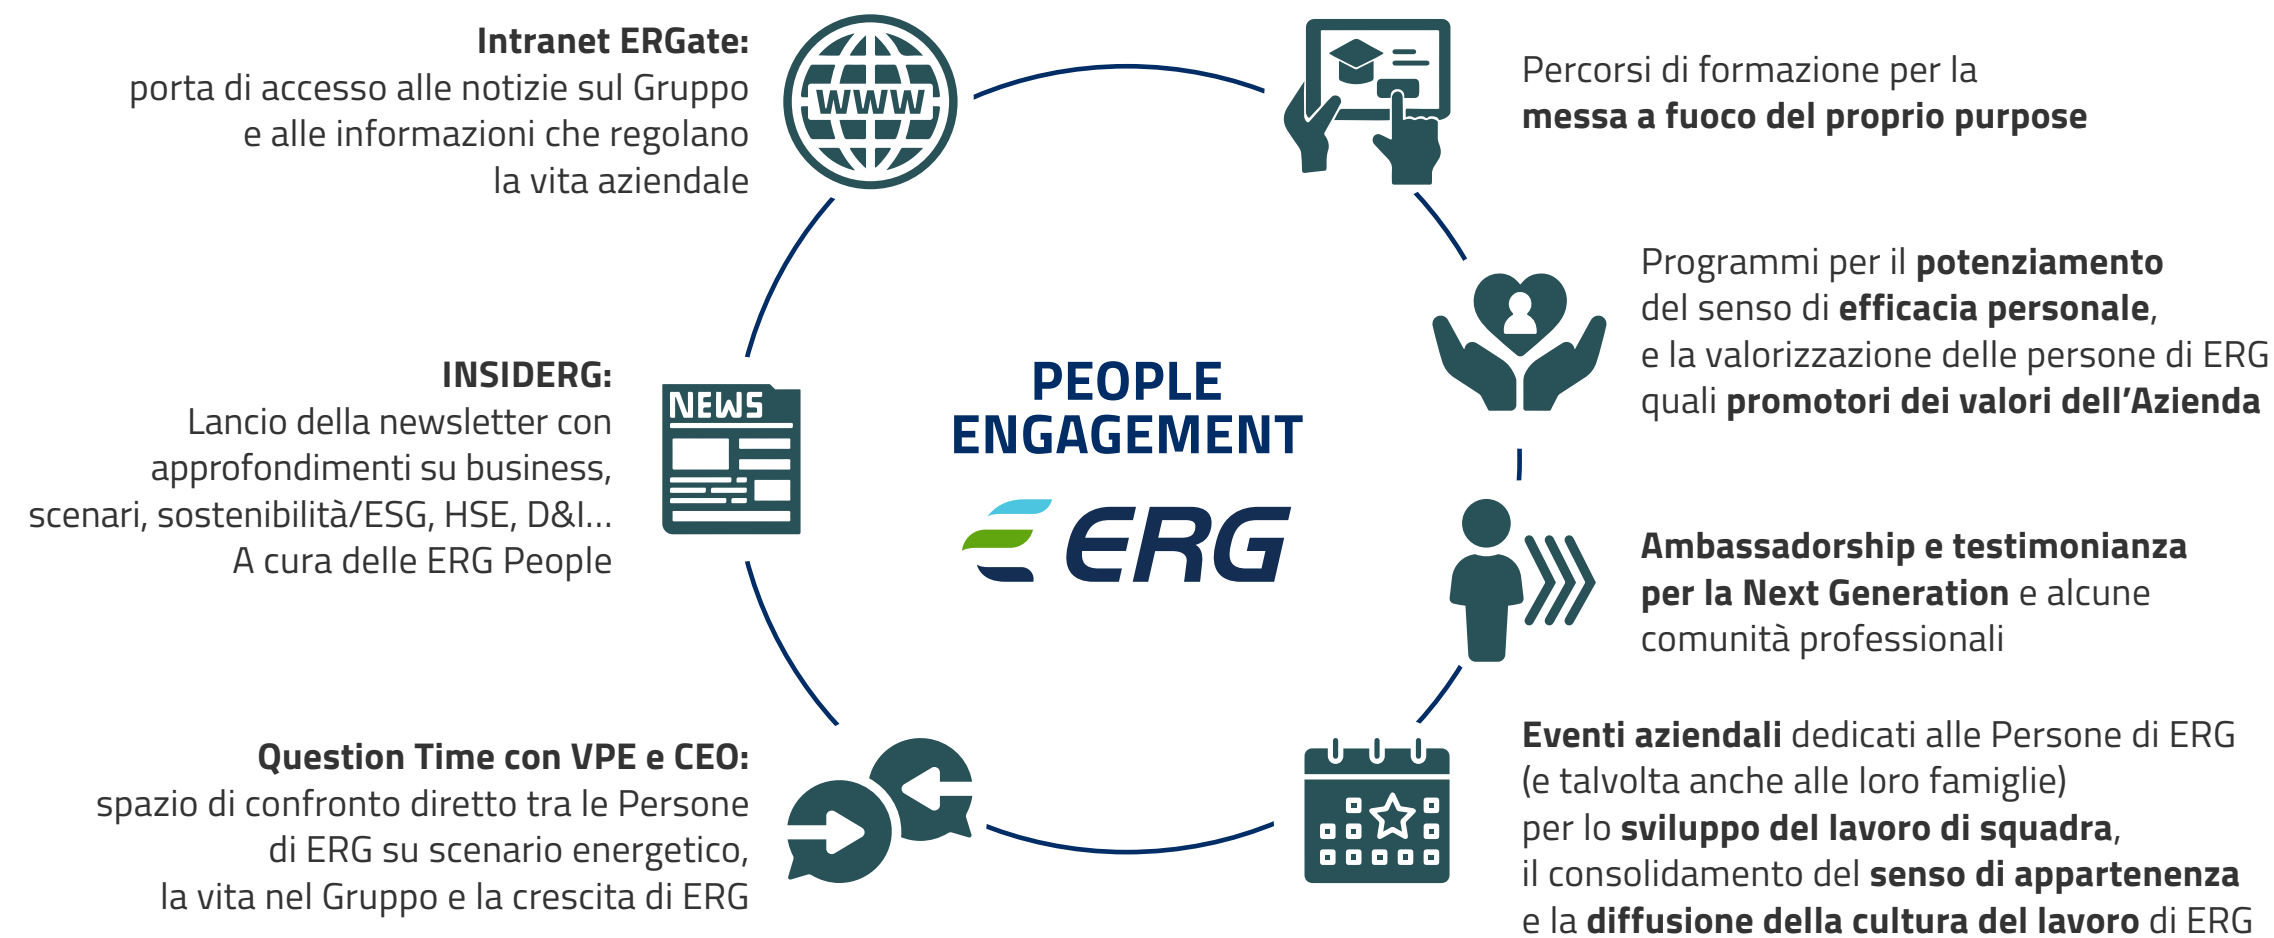 Intranet ERGate:
porta di accesso alle notizie sul Gruppo
e alle informazioni che regolano
la vita aziendale
WWW
Percorsi di formazione per la
messa a fuoco del proprio purpose
Programmi per il potenziamento
del senso di efficacia personale,
e la valorizzazione delle persone di ERG
quali promotori dei valori dell'Azienda
INSIDERG:
Lancio della newsletter con
approfondimenti su business,
scenari, sostenibilità/ESG, HSE, D&I...
A cura delle ERG People
NEWS
PEOPLE
ENGAGEMENT
ERG
Ambassadorship e testimonianza
per la Next Generation e alcune
comunità professionali
Question Time con VPE e CEO:
spazio di confronto diretto tra le Persone
di ERG su scenario energetico,
la vita nel Gruppo e la crescita di ERG
Eventi aziendali dedicati alle Persone di ERG
(e talvolta anche alle loro famiglie)
per lo sviluppo del lavoro di squadra,
il consolidamento del senso di appartenenza
e la diffusione della cultura del lavoro di ERG